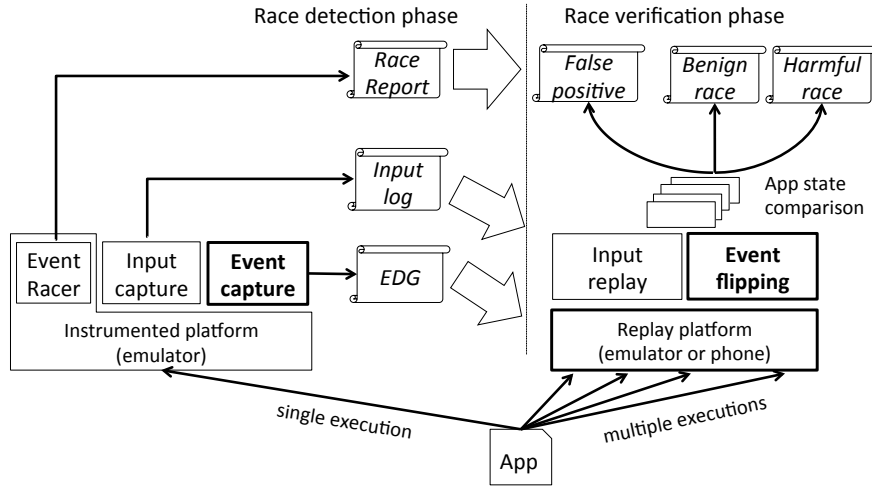 Race detection phase
Race verification phase
Race
Report
False
positive
Benign
race
Harmful
race
Input
log
App state
comparison
Event
Racer
Input
capture
Event
capture
EDG
Input
replay
Event
flipping
Instrumented platform
(emulator)
Replay platform
(emulator or phone)
single execution
multiple executions
App